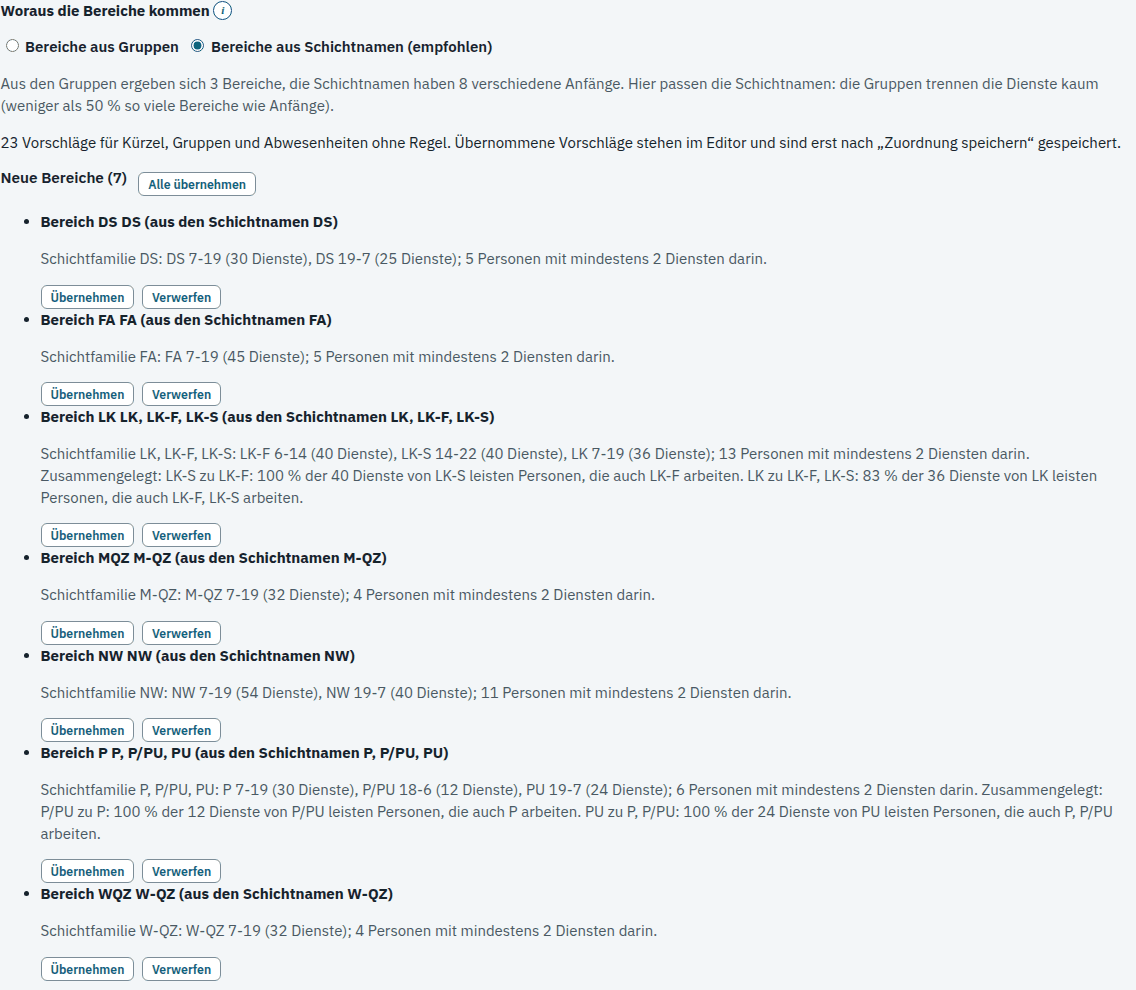 Woraus die Bereiche kommen i
Bereiche aus Gruppen Bereiche aus Schichtnamen (empfohlen)
Aus den Gruppen ergeben sich 3 Bereiche, die Schichtnamen haben 8 verschiedene Anfänge. Hier passen die Schichtnamen: die Gruppen trennen die Dienste kaum
(weniger als 50 % so viele Bereiche wie Anfänge).
23 Vorschläge für Kürzel, Gruppen und Abwesenheiten ohne Regel. Übernommene Vorschläge stehen im Editor und sind erst nach „Zuordnung speichern“ gespeichert.
Neue Bereiche (7) Alle übernehmen
• Bereich DS DS (aus den Schichtnamen DS)
Schichtfamilie DS: DS 7-19 (30 Dienste), DS 19-7 (25 Dienste); 5 Personen mit mindestens 2 Diensten darin.
Übernehmen Verwerfen
• Bereich FA FA (aus den Schichtnamen FA)
Schichtfamilie FA: FA 7-19 (45 Dienste); 5 Personen mit mindestens 2 Diensten darin.
Übernehmen Verwerfen
• Bereich LK LK, LK-F, LK-S (aus den Schichtnamen LK, LK-F, LK-S)
Schichtfamilie LK, LK-F, LK-S: LK-F 6-14 (40 Dienste), LK-S 14-22 (40 Dienste), LK 7-19 (36 Dienste); 13 Personen mit mindestens 2 Diensten darin.
Zusammengelegt: LK-S zu LK-F: 100 % der 40 Dienste von LK-S leisten Personen, die auch LK-F arbeiten. LK zu LK-F, LK-S: 83 % der 36 Dienste von LK leisten
Personen, die auch LK-F, LK-S arbeiten.
Übernehmen Verwerfen
• Bereich MQZ M-QZ (aus den Schichtnamen M-QZ)
Schichtfamilie M-QZ: M-QZ 7-19 (32 Dienste); 4 Personen mit mindestens 2 Diensten darin.
Übernehmen Verwerfen
• Bereich NW NW (aus den Schichtnamen NW)
Schichtfamilie NW: NW 7-19 (54 Dienste), NW 19-7 (40 Dienste); 11 Personen mit mindestens 2 Diensten darin.
Übernehmen Verwerfen
• Bereich P P, P/PU, PU (aus den Schichtnamen P, P/PU, PU)
Schichtfamilie P, P/PU, PU: P 7-19 (30 Dienste), P/PU 18-6 (12 Dienste), PU 19-7 (24 Dienste); 6 Personen mit mindestens 2 Diensten darin. Zusammengelegt:
P/PU zu P: 100 % der 12 Dienste von P/PU leisten Personen, die auch P arbeiten. PU zu P, P/PU: 100 % der 24 Dienste von PU leisten Personen, die auch P, P/PU
arbeiten.
Übernehmen Verwerfen
• Bereich WQZ W-QZ (aus den Schichtnamen W-QZ)
Schichtfamilie W-QZ: W-QZ 7-19 (32 Dienste); 4 Personen mit mindestens 2 Diensten darin.
Übernehmen Verwerfen